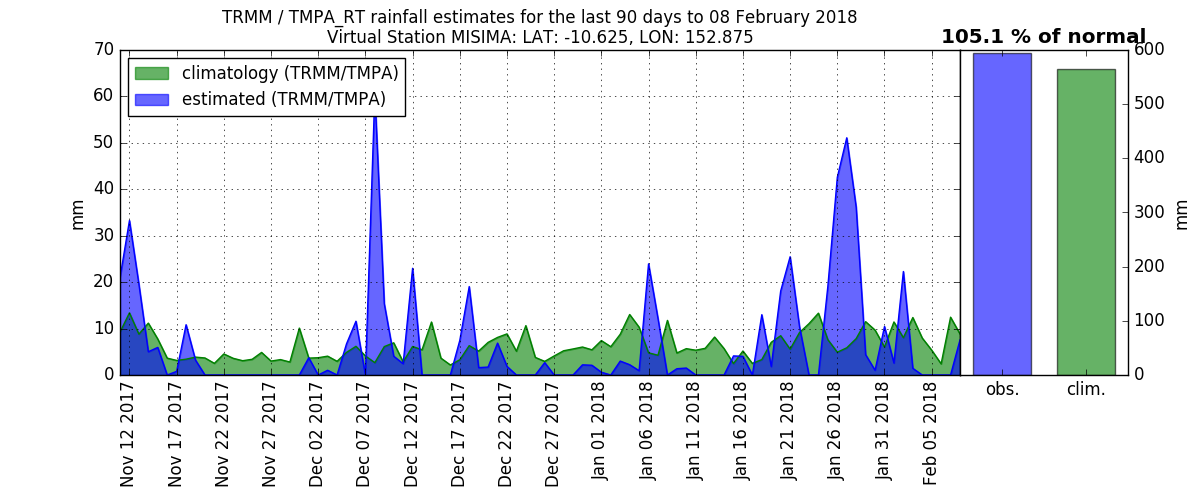 TRMM / TMPA_RT rainfall estimates for the last 90 days to 08 February 2018
Virtual Station MISIMA: LAT: -10.625, LON: 152.875
105.1 % of normal
climatology (TRMM/TMPA)
estimated (TRMM/TMPA)
mm
70
60
50
40
30
20
10
0
Nov 12 2017
Nov 17 2017
Nov 22 2017
Nov 27 2017
Dec 02 2017
Dec 07 2017
Dec 12 2017
Dec 17 2017
Dec 22 2017
Dec 27 2017
Jan 01 2018
Jan 06 2018
Jan 11 2018
Jan 16 2018
Jan 21 2018
Jan 26 2018
Jan 31 2018
Feb 05 2018
obs.
clim.
600
500
400
300
200
100
0
mm